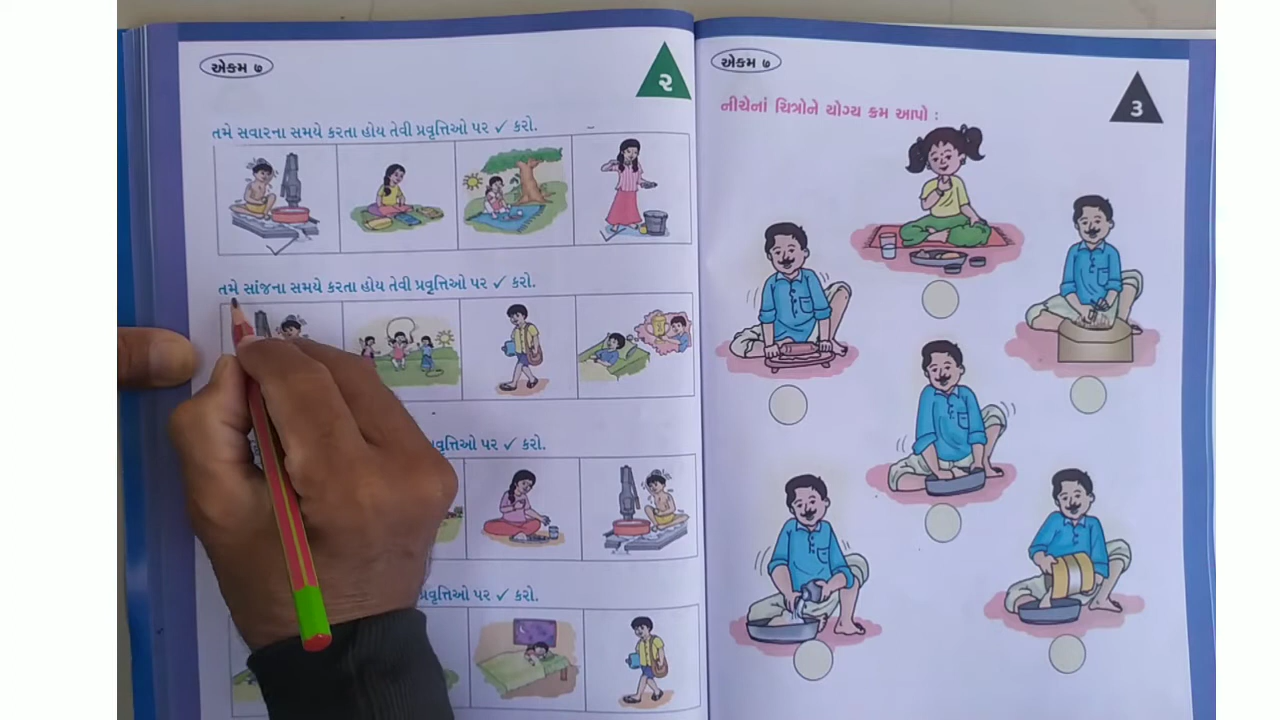 એકમ ૭
૨
તમે સવારના સમયે કરતા હોય તેવી પ્રવૃત્તિઓ પર ✓ કરો.
તમે સાંજના સમયે કરતા હોય તેવી પ્રવૃત્તિઓ પર ✓ કરો.
પ્રવૃત્તિઓ પર ✓ કરો.
પ્રવૃત્તિઓ પર ✓ કરો.
એકમ ૭
૩
નીચેનાં ચિત્રોને યોગ્ય ક્રમ આપો :